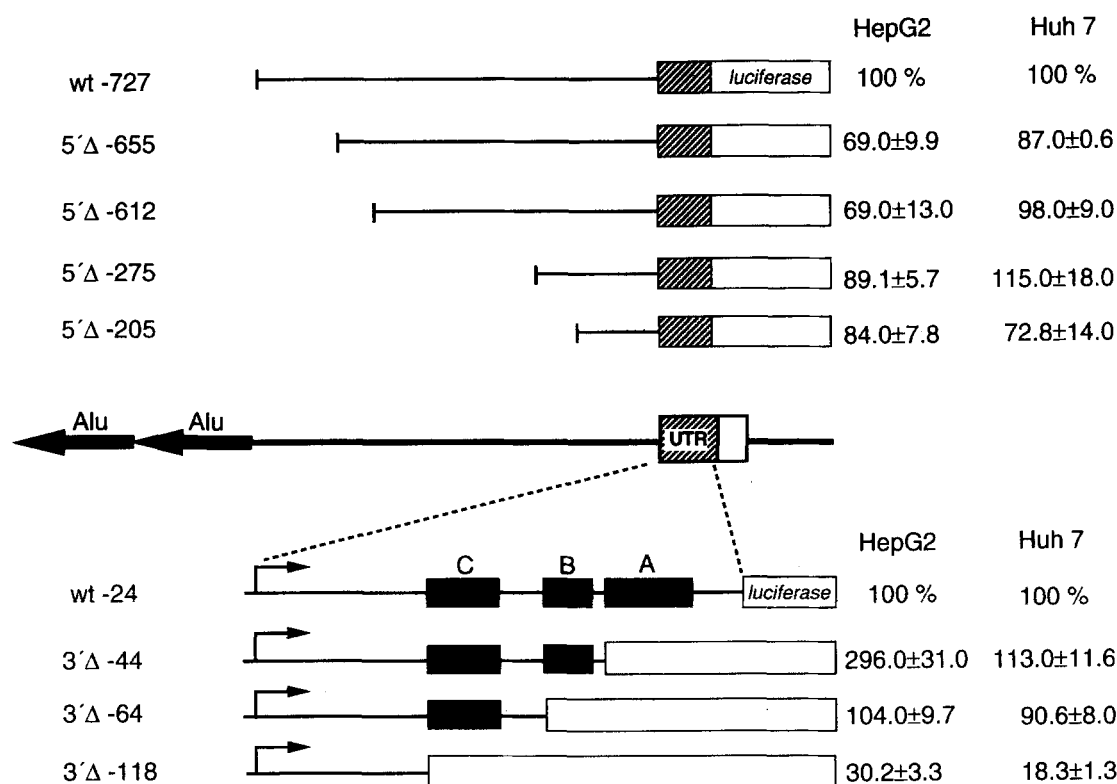 HepG2 Huh 7
wt -727 luciferase 100 % 100 %
5´Δ -655 69.0±9.9 87.0±0.6
5´Δ -612 69.0±13.0 98.0±9.0
5´Δ -275 89.1±5.7 115.0±18.0
5´Δ -205 84.0±7.8 72.8±14.0
Alu Alu UTR
HepG2 Huh 7
C B A
wt -24 luciferase 100 % 100 %
3´Δ -44 296.0±31.0 113.0±11.6
3´Δ -64 104.0±9.7 90.6±8.0
3´Δ -118 30.2±3.3 18.3±1.3